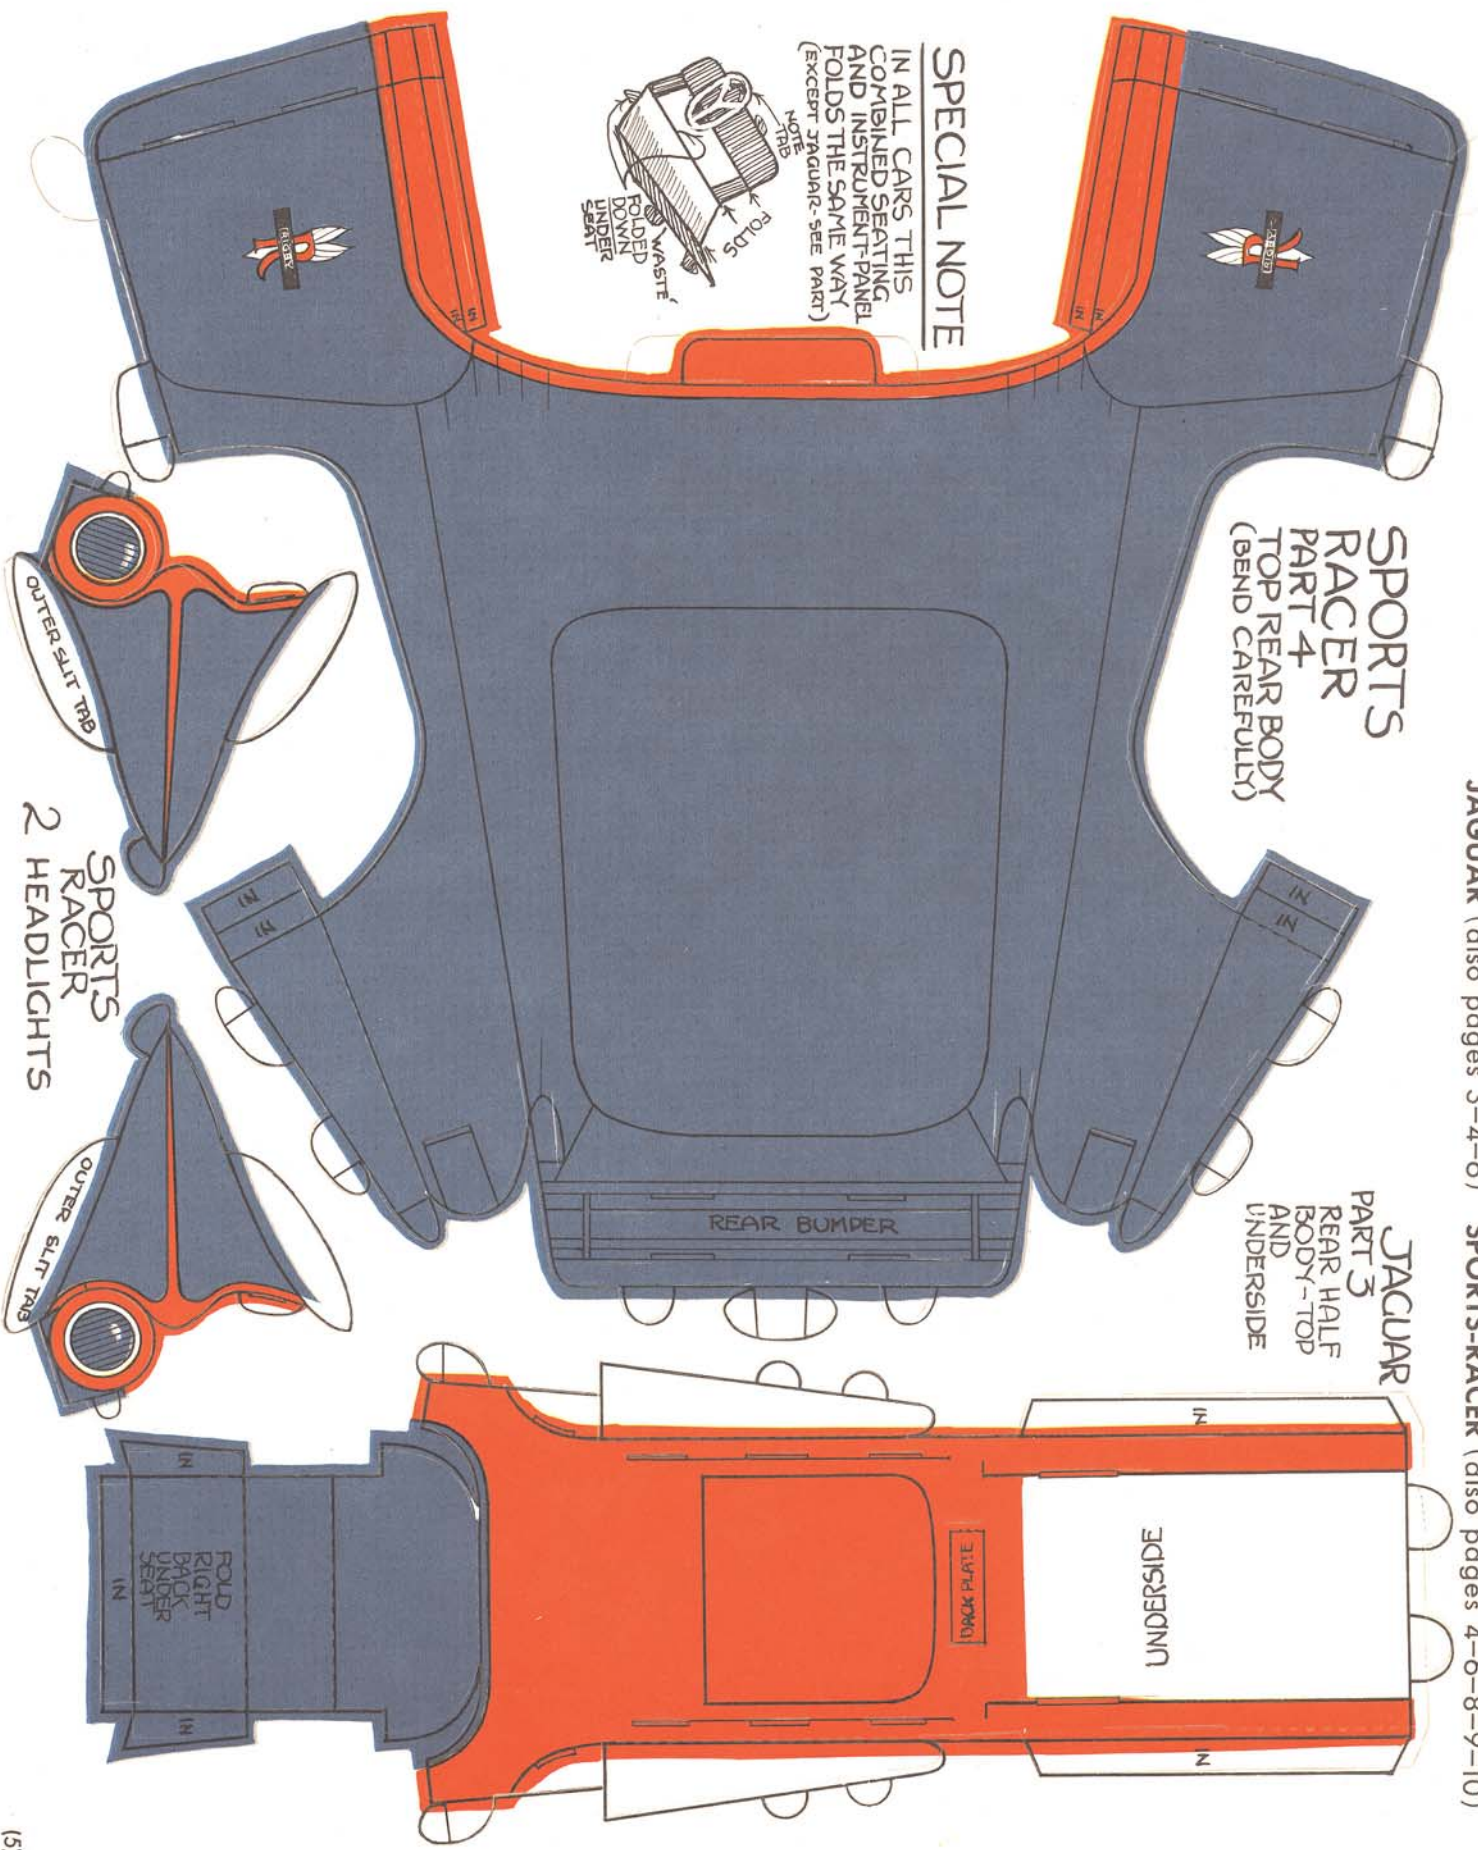 JAGUAR (also pages 3-4-6) SPORTS-RACER (also pages 4-6-8-9-10)
SPORTS
RACER
PART 4
TOP REAR BODY
(BEND CAREFULLY)
SPECIAL NOTE
IN ALL CARS THIS
COMBINED SEATING
AND INSTRUMENT-PANEL
FOLDS THE SAME WAY
(EXCEPT JAGUAR-SEE PART)
NOTE
TAB
FOLDS
'WASTE'
FOLDED
DOWN
UNDER
SEAT
RIGBY
IN
IN
IN
IN
IN
IN
IN
IN
REAR BUMPER
OUTER SLIT TAB
SPORTS
RACER
2 HEADLIGHTS
OUTER SLIT TAB
JAGUAR
PART 3
REAR HALF
BODY-TOP
AND
UNDERSIDE
IN
UNDERSIDE
IN
BACK PLATE
IN
FOLD
RIGHT
BACK
UNDER
SEAT
IN
IN
(5